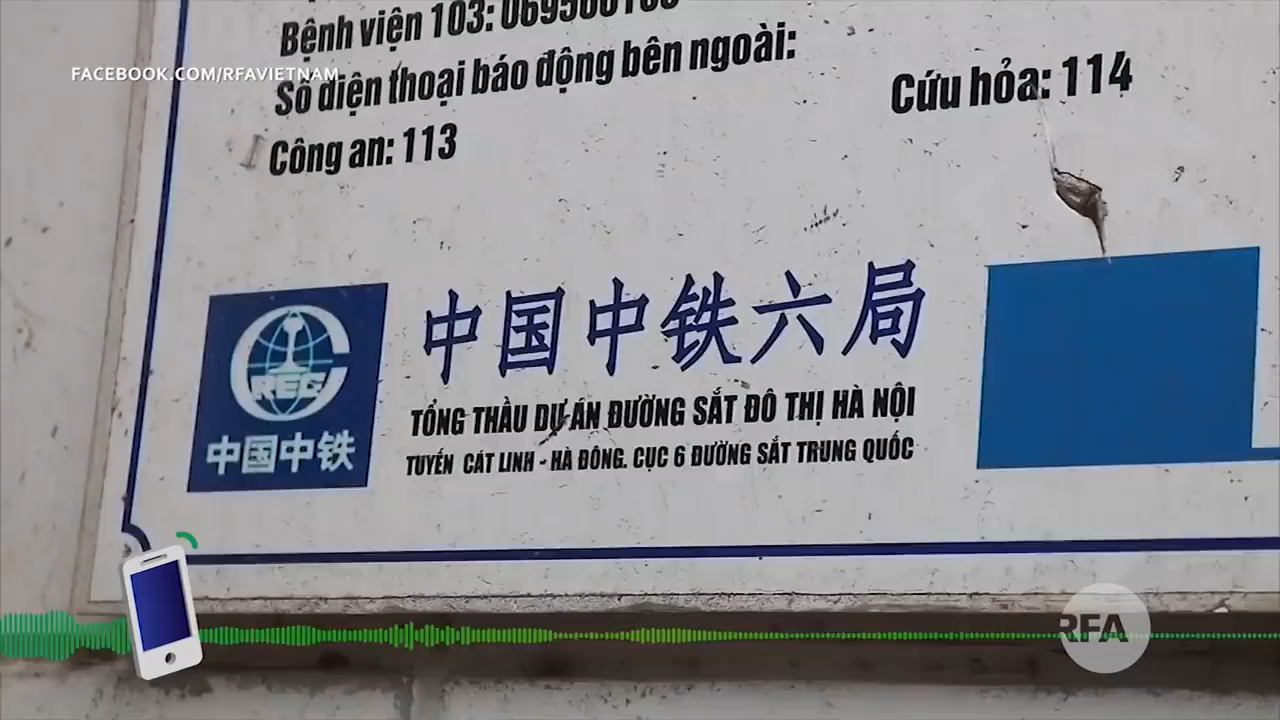 Bệnh viện 103:
FACEBOOK.COM/RFAVIETNAM
Số điện thoại báo động bên ngoài:
Cứu hỏa: 114
Công an: 113
中国中铁六局
REC
中国中铁
TỔNG THẦU DỰ ÁN ĐƯỜNG SẮT ĐÔ THỊ HÀ NỘI
TUYẾN CÁT LINH - HÀ ĐÔNG. CỤC 6 ĐƯỜNG SẮT TRUNG QUỐC
RFA